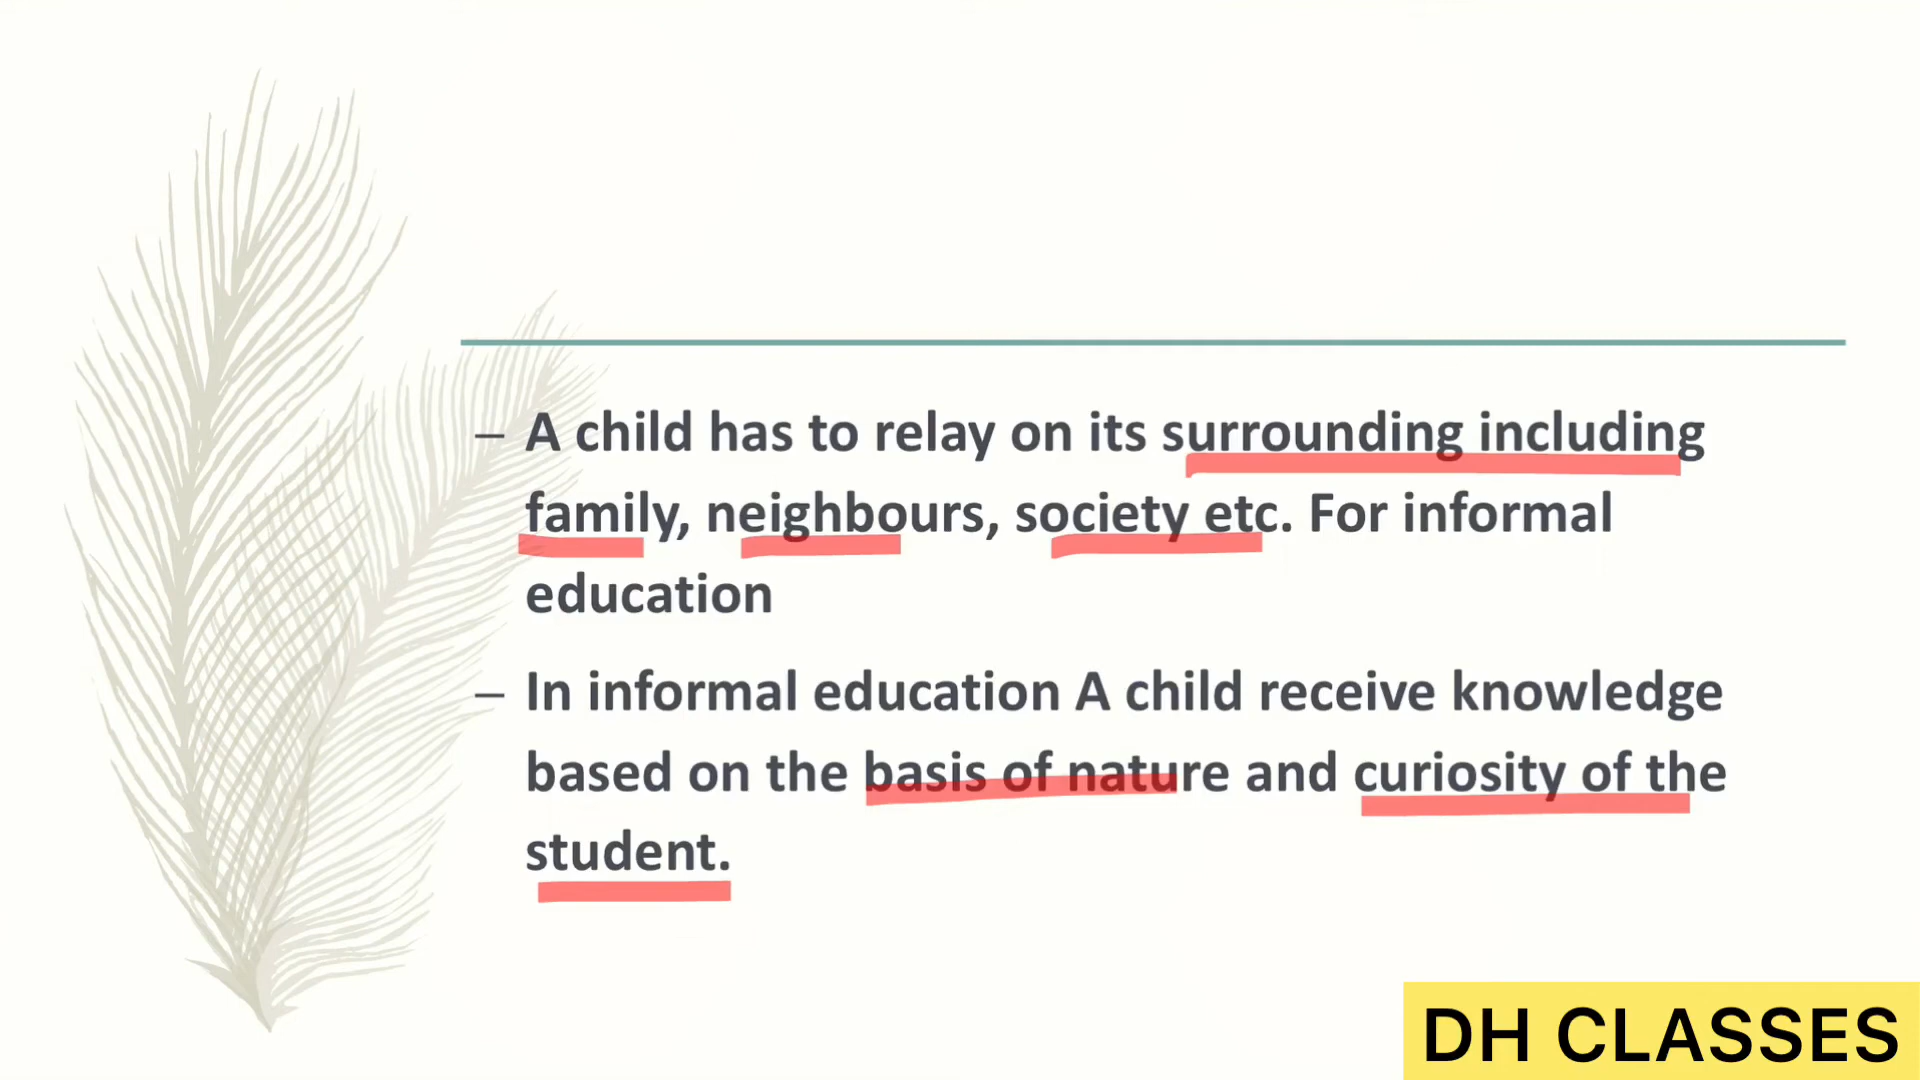 – A child has to relay on its surrounding including
family, neighbours, society etc. For informal
education
– In informal education A child receive knowledge
based on the basis of nature and curiosity of the
student.
DH CLASSES